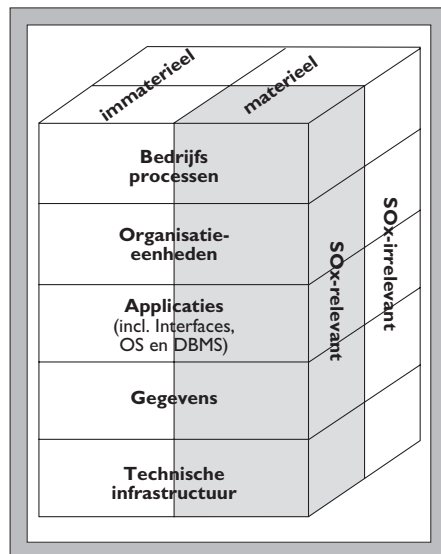 immaterieel
materieel
Bedrijfs
processen
Organisatie-
eenheden
Applicaties
(incl. Interfaces,
OS en DBMS)
Gegevens
Technische
infrastructuur
SOx-relevant
SOx-irrelevant